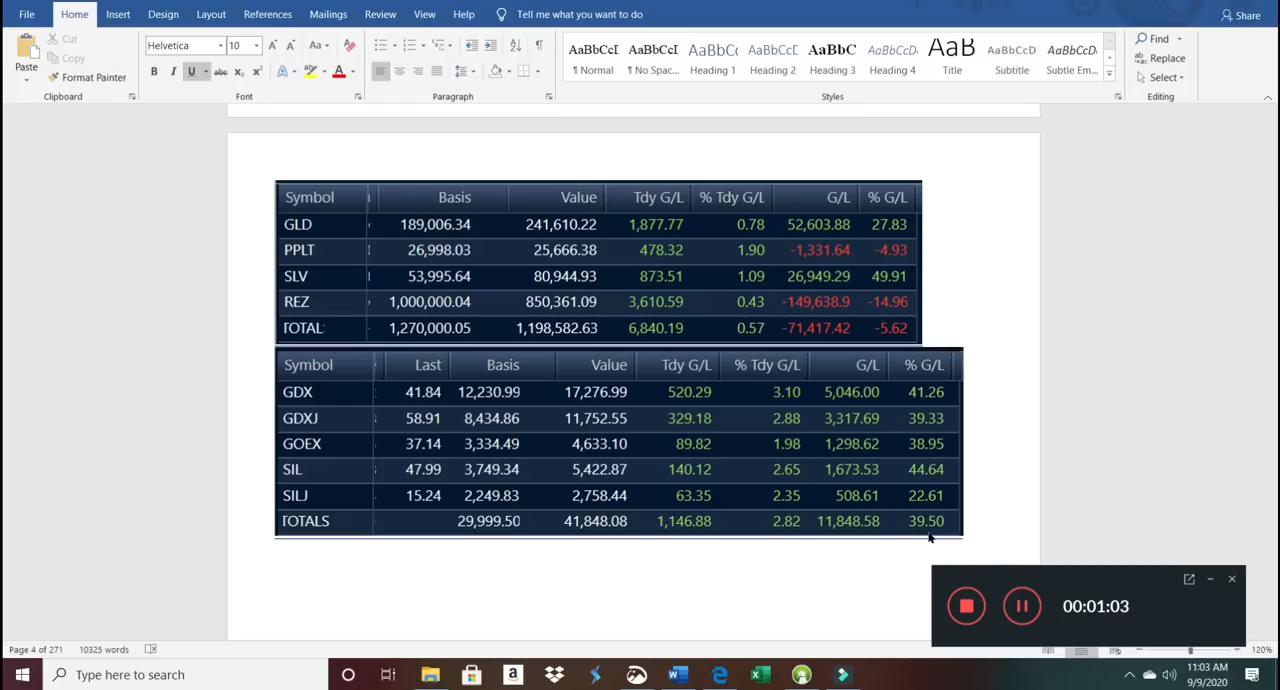 File Home Insert Design Layout References Mailings Review View Help Tell me what you want to do Share
Cut
Copy
Format Painter
Paste
Clipboard
Helvetica 10 Aa
B I U abc x₂ x² A A
Font
Paragraph
AaBbCcI AaBbCcI AaBbCc AaBbCcC AaBbC AaBbCcD AaB AaBbCcD AaBbCcD
¶ Normal ¶ No Spac... Heading 1 Heading 2 Heading 3 Heading 4 Title Subtitle Subtle Em...
Styles
Find
Replace
Select
Editing
Symbol Basis Value Tdy G/L % Tdy G/L G/L % G/L
GLD 189,006.34 241,610.22 1,877.77 0.78 52,603.88 27.83
PPLT 26,998.03 25,666.38 478.32 1.90 -1,331.64 -4.93
SLV 53,995.64 80,944.93 873.51 1.09 26,949.29 49.91
REZ 1,000,000.04 850,361.09 3,610.59 0.43 -149,638.9 -14.96
TOTAL 1,270,000.05 1,198,582.63 6,840.19 0.57 -71,417.42 -5.62
Symbol Last Basis Value Tdy G/L % Tdy G/L G/L % G/L
GDX 41.84 12,230.99 17,276.99 520.29 3.10 5,046.00 41.26
GDXJ 58.91 8,434.86 11,752.55 329.18 2.88 3,317.69 39.33
GOEX 37.14 3,334.49 4,633.10 89.82 1.98 1,298.62 38.95
SIL 47.99 3,749.34 5,422.87 140.12 2.65 1,673.53 44.64
SILJ 15.24 2,249.83 2,758.44 63.35 2.35 508.61 22.61
TOTALS 29,999.50 41,848.08 1,146.88 2.82 11,848.58 39.50
00:01:03
Page 4 of 271 10325 words 120%
Type here to search
11:03 AM
9/9/2020